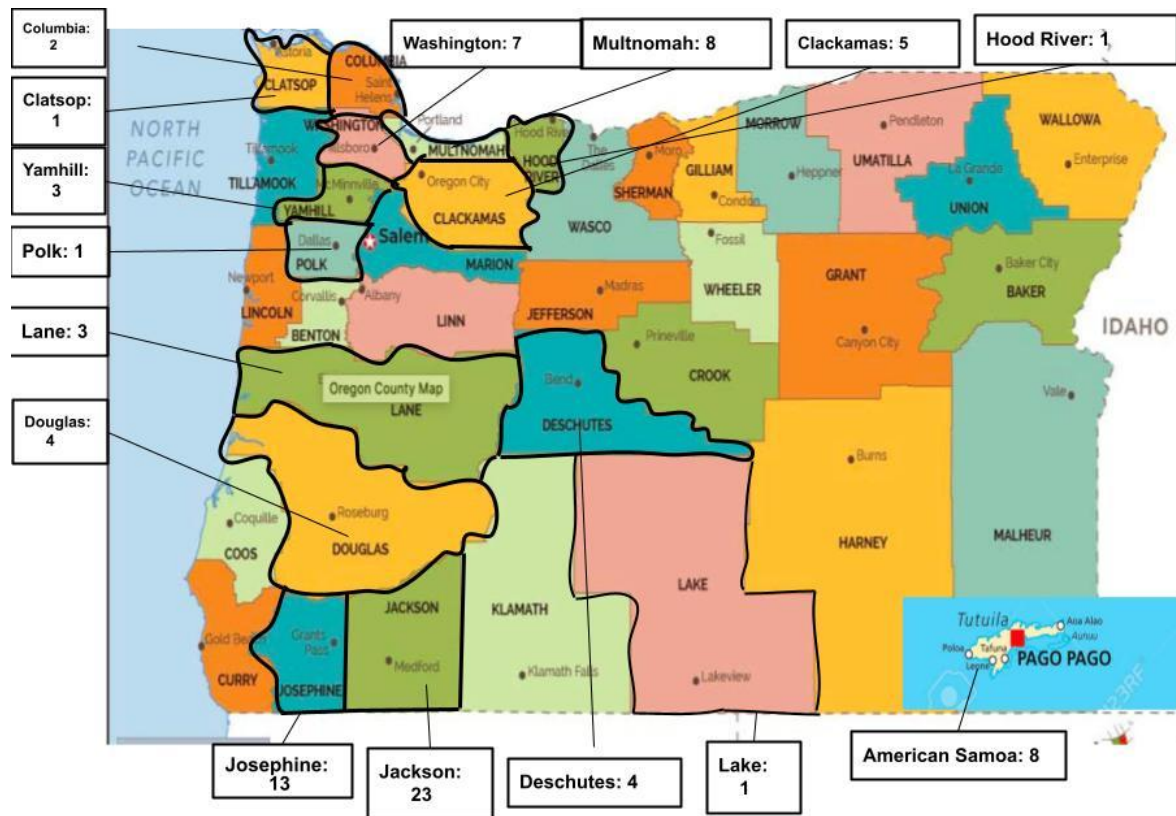 Columbia:
2
Washington: 7
Multnomah: 8
Clackamas: 5
Hood River: 1
Clatsop:
1
Yamhill:
3
Polk: 1
Lane: 3
Douglas:
4
NORTH
PACIFIC
OCEAN
Astoria
CLATSOP
COLUMBIA
Saint
Helens
WASHINGTON
Hillsboro
Portland
MULTNOMAH
Hood River
HOOD
RIVER
The
Dalles
Moro
SHERMAN
GILLIAM
Condon
MORROW
Heppner
Pendleton
UMATILLA
La Grande
UNION
WALLOWA
Enterprise
Tillamook
TILLAMOOK
McMinnville
YAMHILL
Oregon City
CLACKAMAS
WASCO
Dallas
POLK
Salem
MARION
Fossil
WHEELER
GRANT
Canyon City
Baker City
BAKER
IDAHO
Newport
LINCOLN
Corvallis
BENTON
Albany
LINN
Madras
JEFFERSON
Prineville
CROOK
Oregon County Map
LANE
Bend
DESCHUTES
Vale
Burns
HARNEY
MALHEUR
Coquille
COOS
Roseburg
DOUGLAS
JACKSON
Medford
KLAMATH
Klamath Falls
LAKE
Lakeview
Gold Beach
CURRY
Grants
Pass
JOSEPHINE
Tutuila
Aoa Alao
Aunuu
Poloa
Tafuna
Leone
PAGO PAGO
123RF
Josephine:
13
Jackson:
23
Deschutes: 4
Lake:
1
American Samoa: 8